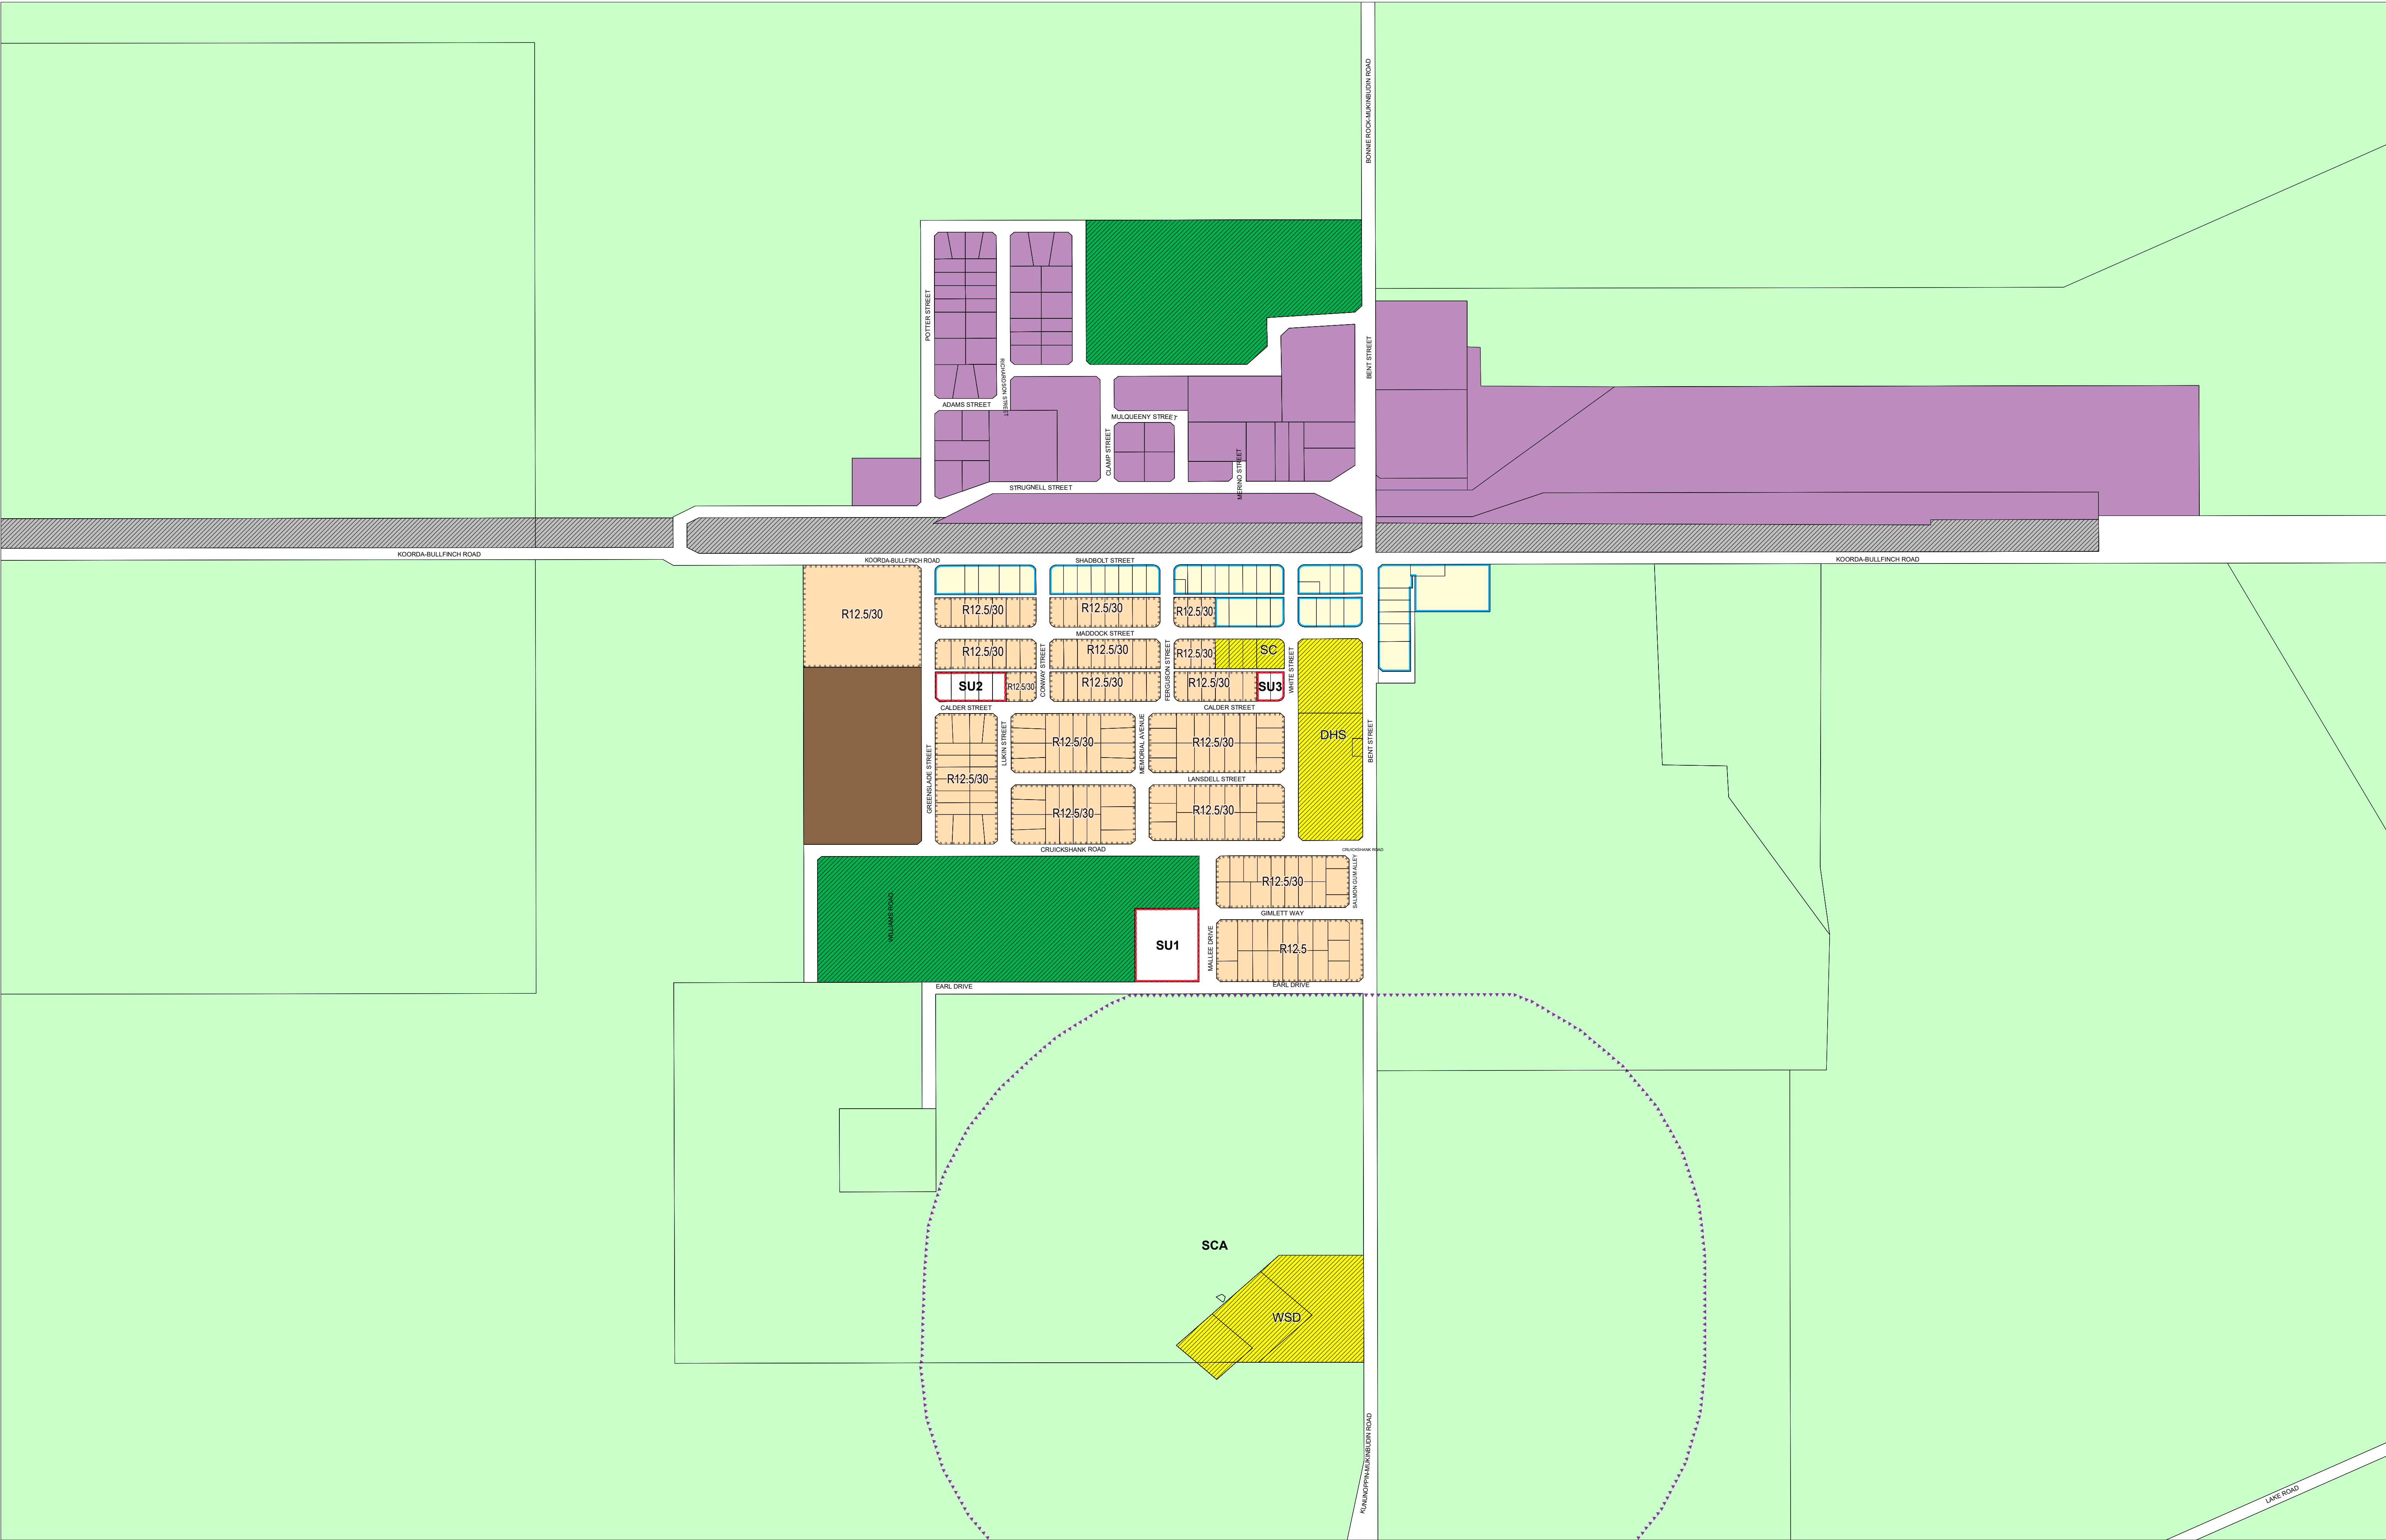 BONNIE ROCK-MUKINBUDIN ROAD
POTTER STREET
RICHARDSON STREET
BENT STREET
ADAMS STREET
MULQUEENY STREET
CLAMP STREET
MERINO STREET
STRUGNELL STREET
KOORDA-BULLFINCH ROAD
KOORDA-BULLFINCH ROAD
SHADBOLT STREET
KOORDA-BULLFINCH ROAD
R12.5/30
R12.5/30
R12.5/30
R12.5/30
MADDOCK STREET
R12.5/30
CONWAY STREET
R12.5/30
FERGUSON STREET
R12.5/30
SC
WHITE STREET
SU2
R12.5/30
R12.5/30
R12.5/30
SU3
CALDER STREET
CALDER STREET
GREENSLADE STREET
LUKIN STREET
R12.5/30
MEMORIAL AVENUE
R12.5/30
DHS
BENT STREET
R12.5/30
LANSDELL STREET
R12.5/30
R12.5/30
CRUICKSHANK ROAD
CRUICKSHANK ROAD
WILLIAMS ROAD
R12.5/30
SALMON GUM ALLEY
GIMLETT WAY
SU1
MALLEE DRIVE
R12.5
EARL DRIVE
EARL DRIVE
SCA
WSD
KUNUNOPPIN-MUKINBUDIN ROAD
LAKE ROAD